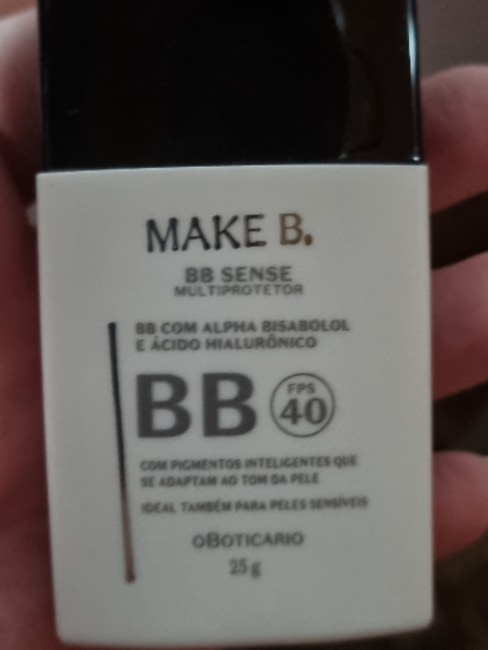 MAKE B.
BB SENSE
MULTIPROTETOR
BB COM ALPHA BISABOLOL
E ÁCIDO HIALURÔNICO
BB
FPS
40
COM PIGMENTOS INTELIGENTES QUE
SE ADAPTAM AO TOM DA PELE
IDEAL TAMBÉM PARA PELES SENSÍVEIS
OBOTICARIO
25 g